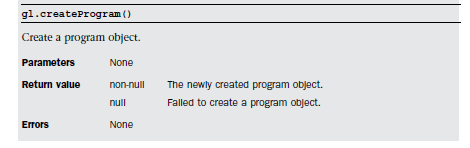 gl.createProgram()
Create a program object.
Parameters None
Return value non-null The newly created program object.
null Failed to create a program object.
Errors None